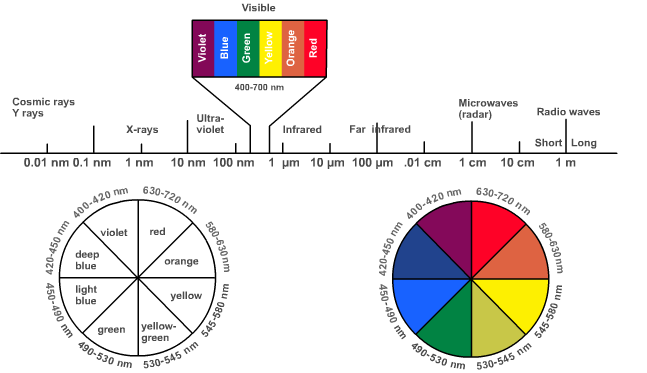 Visible
Violet
Blue
Green
Yellow
Orange
Red
400-700 nm
Cosmic rays
Y rays
X-rays
Ultra-
violet
Infrared
Far infrared
Microwaves
(radar)
Radio waves
Short
Long
0.01 nm
0.1 nm
1 nm
10 nm
100 nm
1 µm
10 µm
100 µm
.01 cm
1 cm
10 cm
1 m
400-420 nm
630-720 nm
580-630nm
545-580 nm
530-545 nm
490-530 nm
450-490 nm
420-450 nm
violet
red
orange
yellow
yellow-
green
green
light
blue
deep
blue
400-420 nm
630-720 nm
580-630nm
545-580 nm
530-545 nm
490-530 nm
450-490 nm
420-450 nm